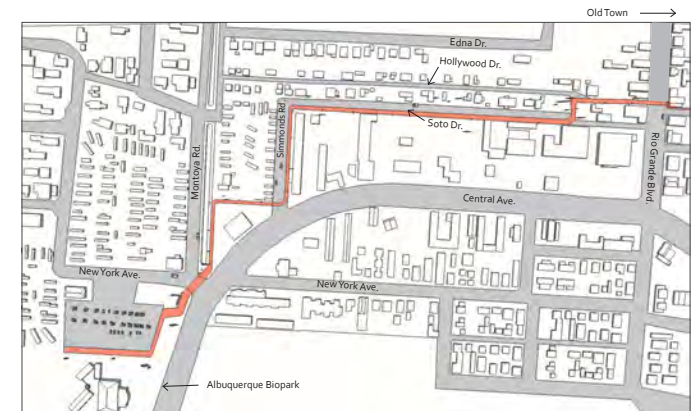 Old Town
Edna Dr.
Hollywood Dr.
Simmonds Rd.
Soto Dr.
Montoya Rd.
Rio Grande Blvd.
Central Ave.
New York Ave.
New York Ave.
Albuquerque Biopark